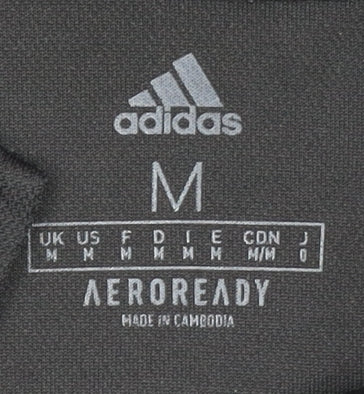 adidas
M
UK US F D I E CDN J
M M M M M M M/M O
AEROREADY
MADE IN CAMBODIA